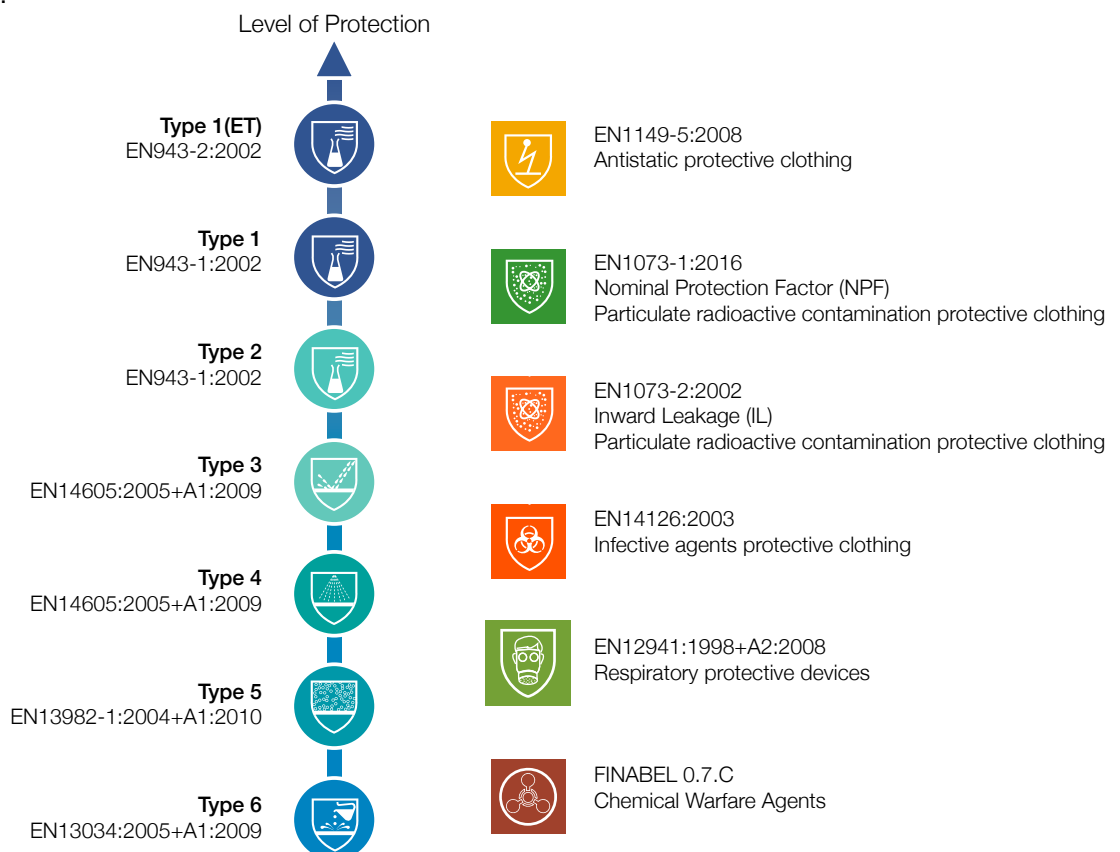 Level of Protection
Type 1(ET)
EN943-2:2002
Type 1
EN943-1:2002
Type 2
EN943-1:2002
Type 3
EN14605:2005+A1:2009
Type 4
EN14605:2005+A1:2009
Type 5
EN13982-1:2004+A1:2010
Type 6
EN13034:2005+A1:2009
EN1149-5:2008
Antistatic protective clothing
EN1073-1:2016
Nominal Protection Factor (NPF)
Particulate radioactive contamination protective clothing
EN1073-2:2002
Inward Leakage (IL)
Particulate radioactive contamination protective clothing
EN14126:2003
Infective agents protective clothing
EN12941:1998+A2:2008
Respiratory protective devices
FINABEL 0.7.C
Chemical Warfare Agents